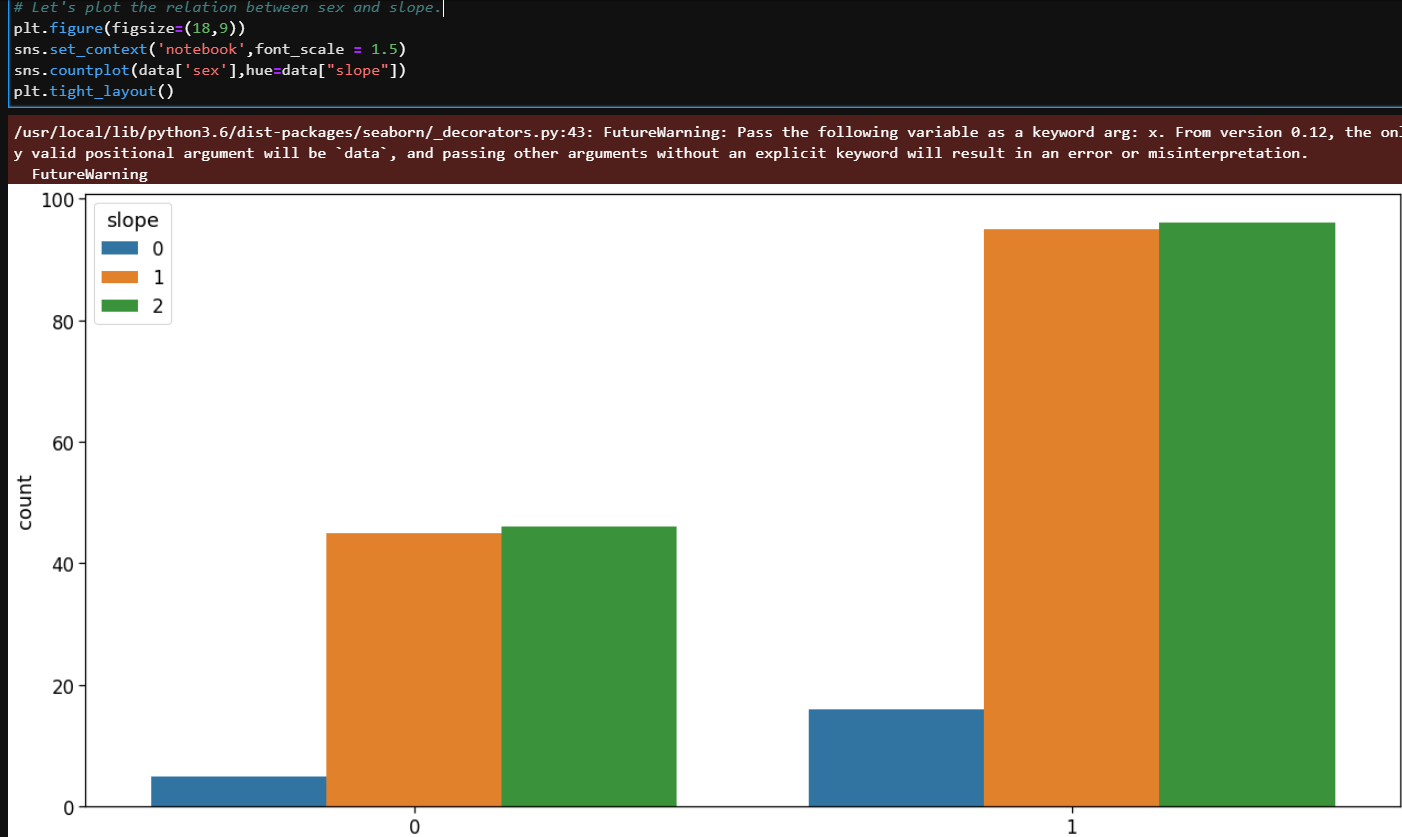 # Let's plot the relation between sex and slope.
plt.figure(figsize=(18,9))
sns.set_context('notebook',font_scale = 1.5)
sns.countplot(data['sex'],hue=data["slope"])
plt.tight_layout()
/usr/local/lib/python3.6/dist-packages/seaborn/_decorators.py:43: FutureWarning: Pass the following variable as a keyword arg: x. From version 0.12, the onl
y valid positional argument will be `data`, and passing other arguments without an explicit keyword will result in an error or misinterpretation.
FutureWarning
100
80
60
40
20
0
count
slope
0
1
2
0
1